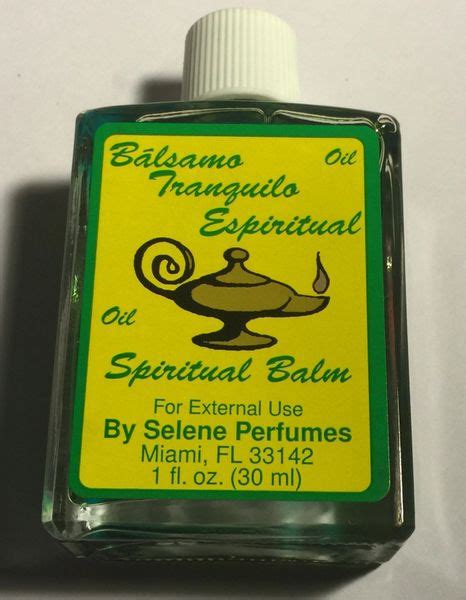 Bálsamo Oil
Tranquilo
Espiritual
Oil
Spiritual Balm
For External Use
By Selene Perfumes
Miami, FL 33142
1 fl. oz. (30 ml)